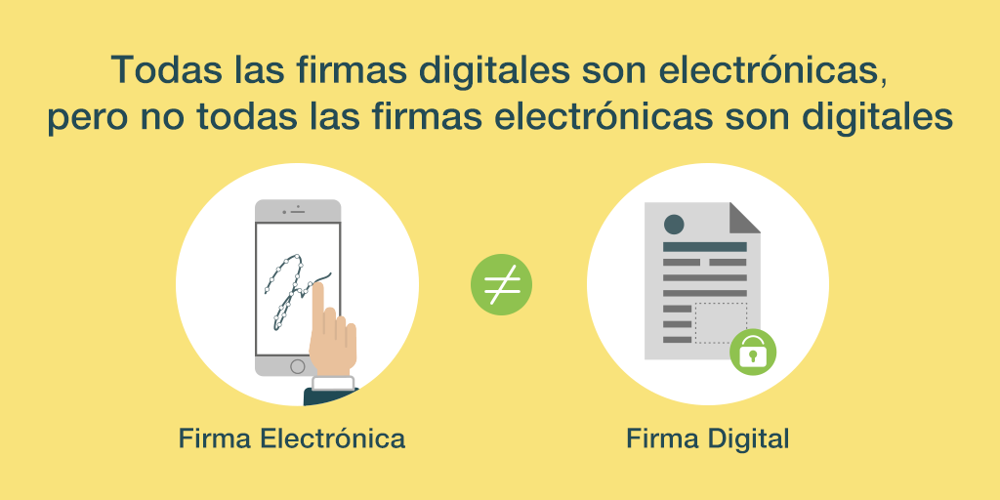 Todas las firmas digitales son electrónicas,
pero no todas las firmas electrónicas son digitales
≠
Firma Electrónica
Firma Digital